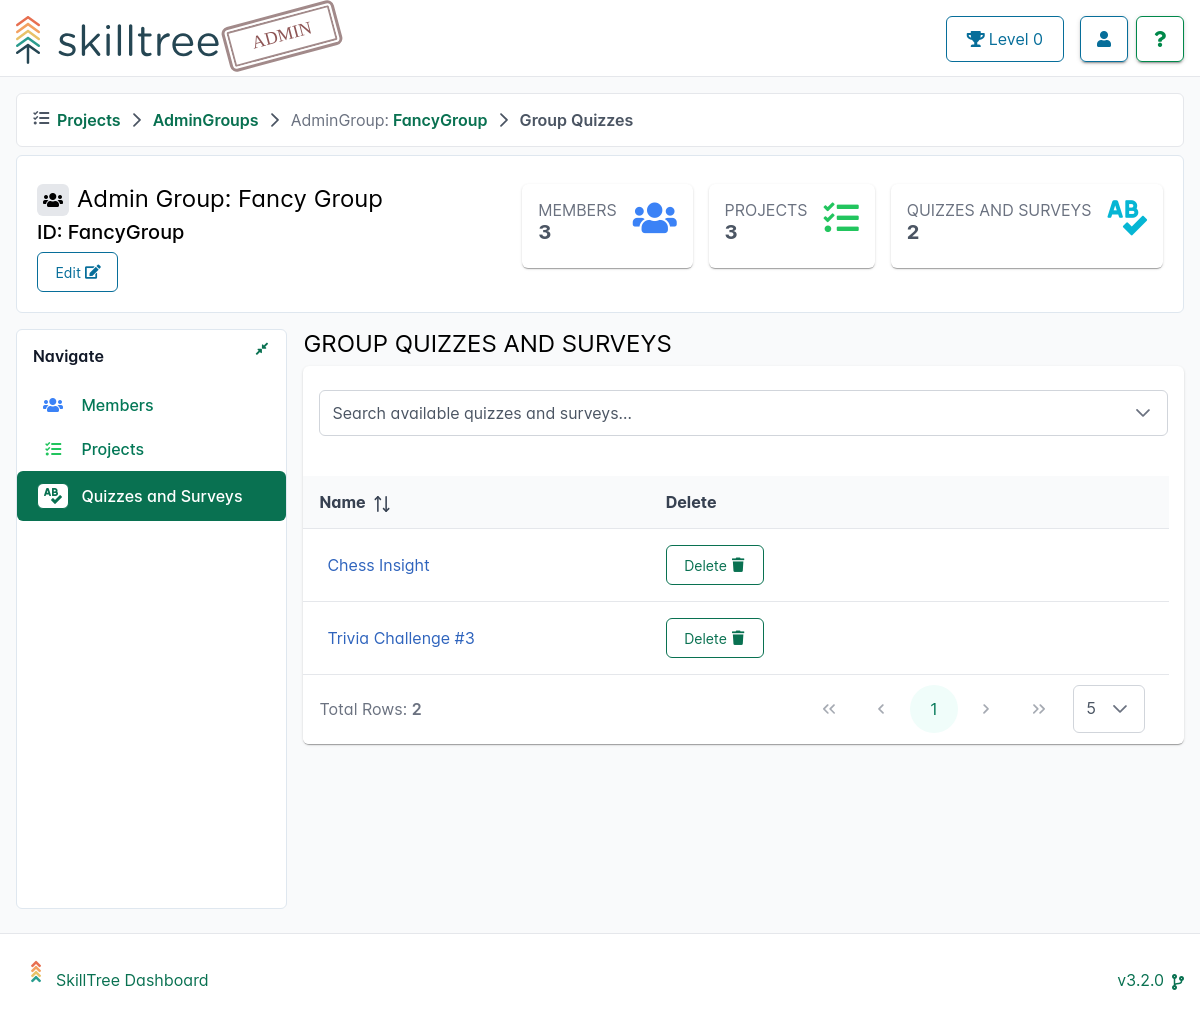 skilltree
ADMIN
Level 0
?
Projects > AdminGroups > AdminGroup: FancyGroup > Group Quizzes
Admin Group: Fancy Group
ID: FancyGroup
Edit
MEMBERS
3
PROJECTS
3
QUIZZES AND SURVEYS
2
AB
Navigate
Members
Projects
AB
Quizzes and Surveys
GROUP QUIZZES AND SURVEYS
Search available quizzes and surveys...
Name Delete
Chess Insight Delete
Trivia Challenge #3 Delete
Total Rows: 2
1
5
SkillTree Dashboard
v3.2.0